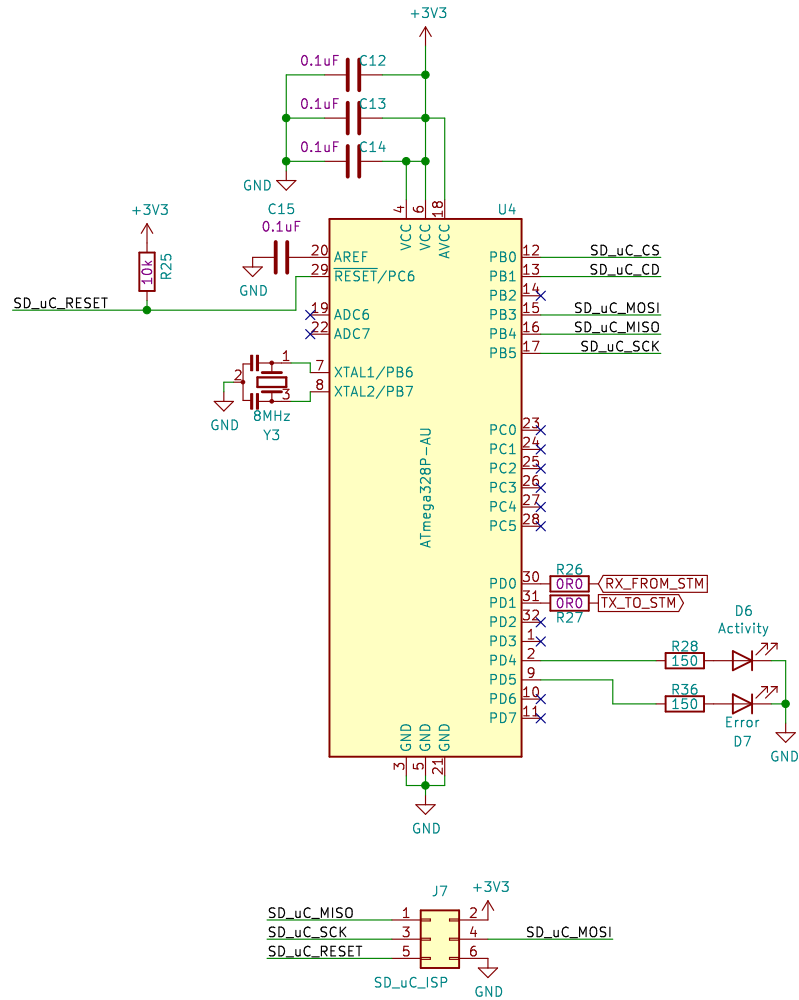 +3V3
0.1uF C12
0.1uF C13
0.1uF C14
GND
+3V3
10k
R25
SD_uC_RESET
C15
0.1uF
GND
U4
4 VCC
6 VCC
18 AVCC
20 AREF
29 RESET/PC6
19 ADC6
22 ADC7
7 XTAL1/PB6
8 XTAL2/PB7
1
2
3
GND
8MHz
Y3
ATmega328P-AU
PB0 12 SD_uC_CS
PB1 13 SD_uC_CD
PB2 14
PB3 15 SD_uC_MOSI
PB4 16 SD_uC_MISO
PB5 17 SD_uC_SCK
PC0 23
PC1 24
PC2 25
PC3 26
PC4 27
PC5 28
R26
PD0 30 0R0 RX_FROM_STM
PD1 31 0R0 TX_TO_STM
R27
PD2 32
PD3 1
PD4 2
PD5 9
PD6 10
PD7 11
D6
Activity
R28
150
R36
150
Error
D7
GND
GND 3
GND 5
GND 21
GND
J7
+3V3
SD_uC_MISO 1 2
SD_uC_SCK 3 4 SD_uC_MOSI
SD_uC_RESET 5 6
SD_uC_ISP
GND